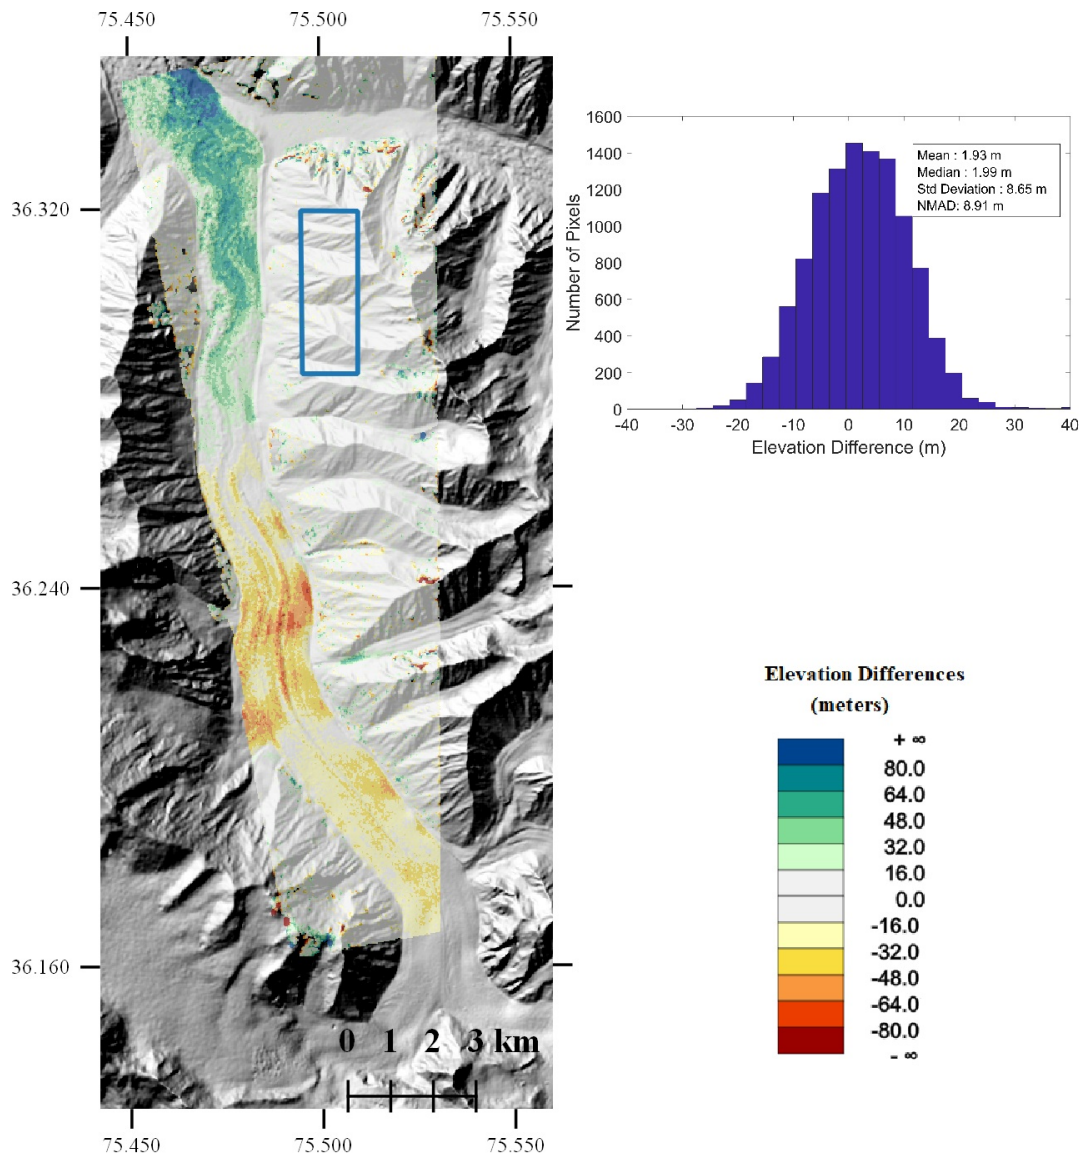 75.450 75.500 75.550
36.320
36.240
36.160
0 1 2 3 km
75.450 75.500 75.550
1600
1400
1200
1000
800
600
400
200
0
-40 -30 -20 -10 0 10 20 30 40
Number of Pixels
Elevation Difference (m)
Mean : 1.93 m
Median : 1.99 m
Std Deviation : 8.65 m
NMAD: 8.91 m
Elevation Differences
(meters)
+ ∞
80.0
64.0
48.0
32.0
16.0
0.0
-16.0
-32.0
-48.0
-64.0
-80.0
- ∞